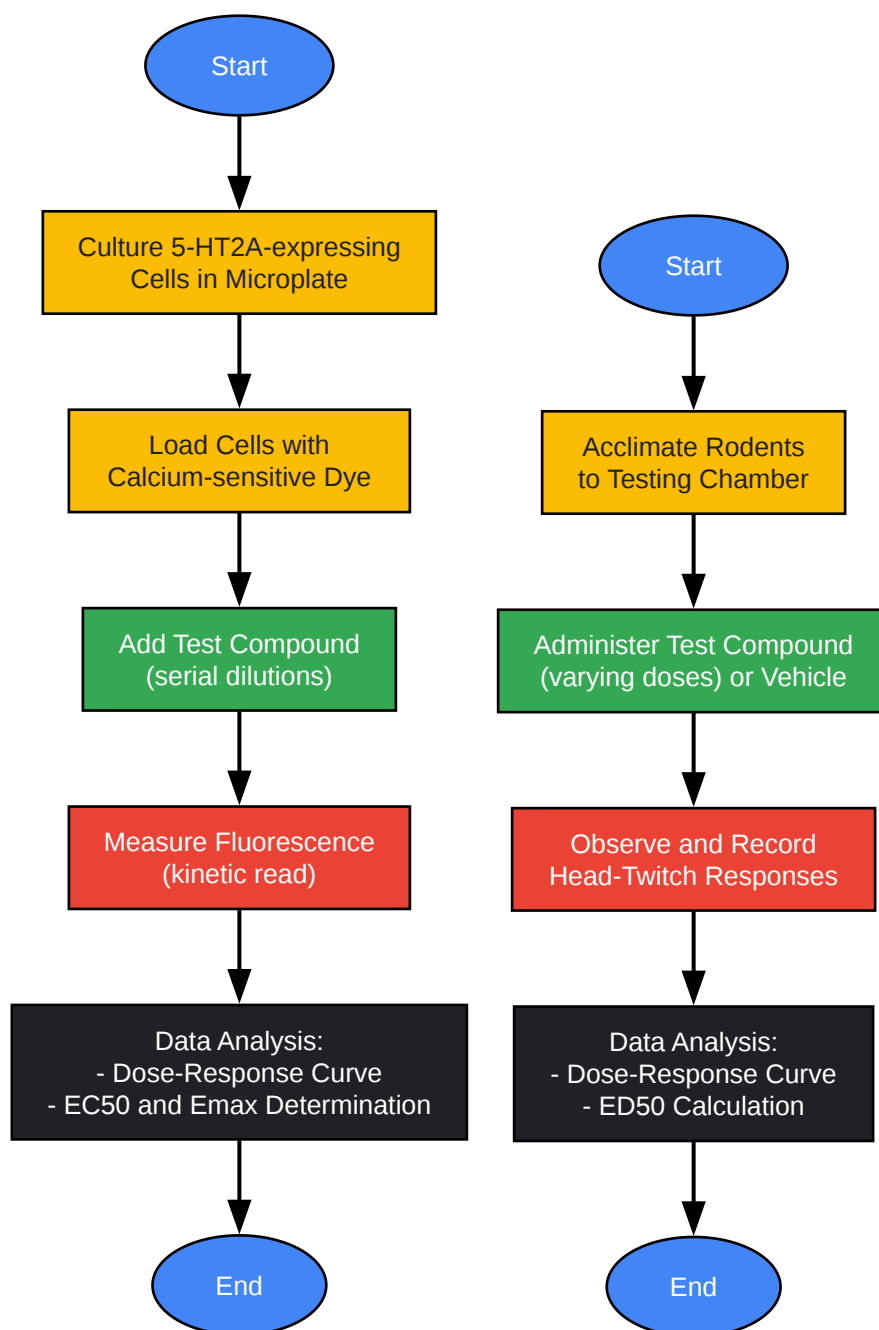 Start
Culture 5-HT2A-expressing
Cells in Microplate
Load Cells with
Calcium-sensitive Dye
Add Test Compound
(serial dilutions)
Measure Fluorescence
(kinetic read)
Data Analysis:
- Dose-Response Curve
- EC50 and Emax Determination
End
Start
Acclimate Rodents
to Testing Chamber
Administer Test Compound
(varying doses) or Vehicle
Observe and Record
Head-Twitch Responses
Data Analysis:
- Dose-Response Curve
- ED50 Calculation
End